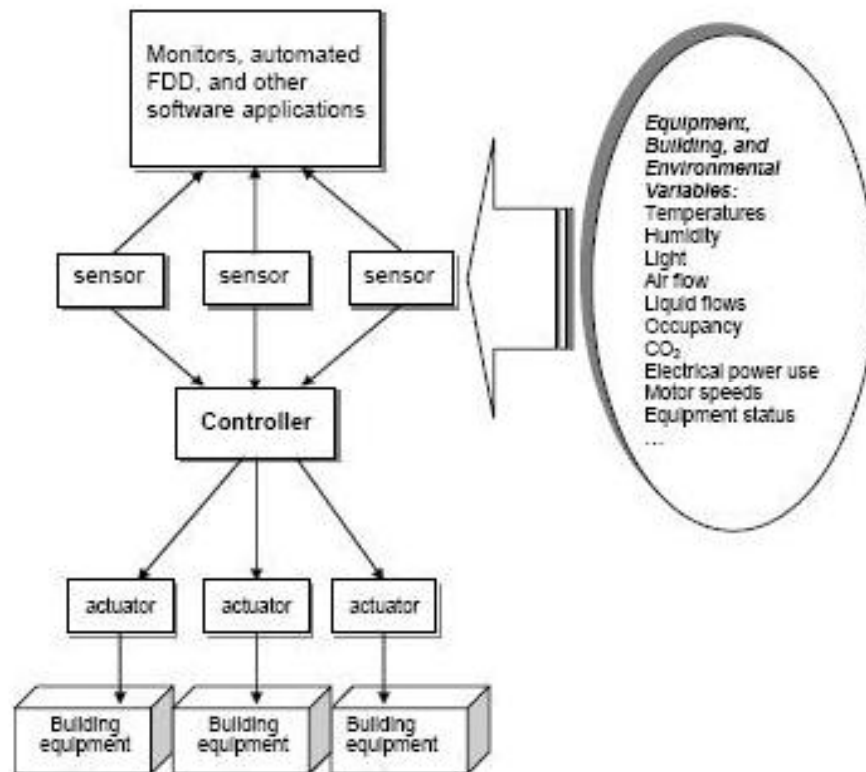 Monitors, automated
FDD, and other
software applications
Equipment,
Building, and
Environmental
Variables:
Temperatures
Humidity
Light
Air flow
Liquid flows
Occupancy
CO₂
Electrical power use
Motor speeds
Equipment status
...
sensor
sensor
sensor
Controller
actuator
actuator
actuator
Building
equipment
Building
equipment
Building
equipment